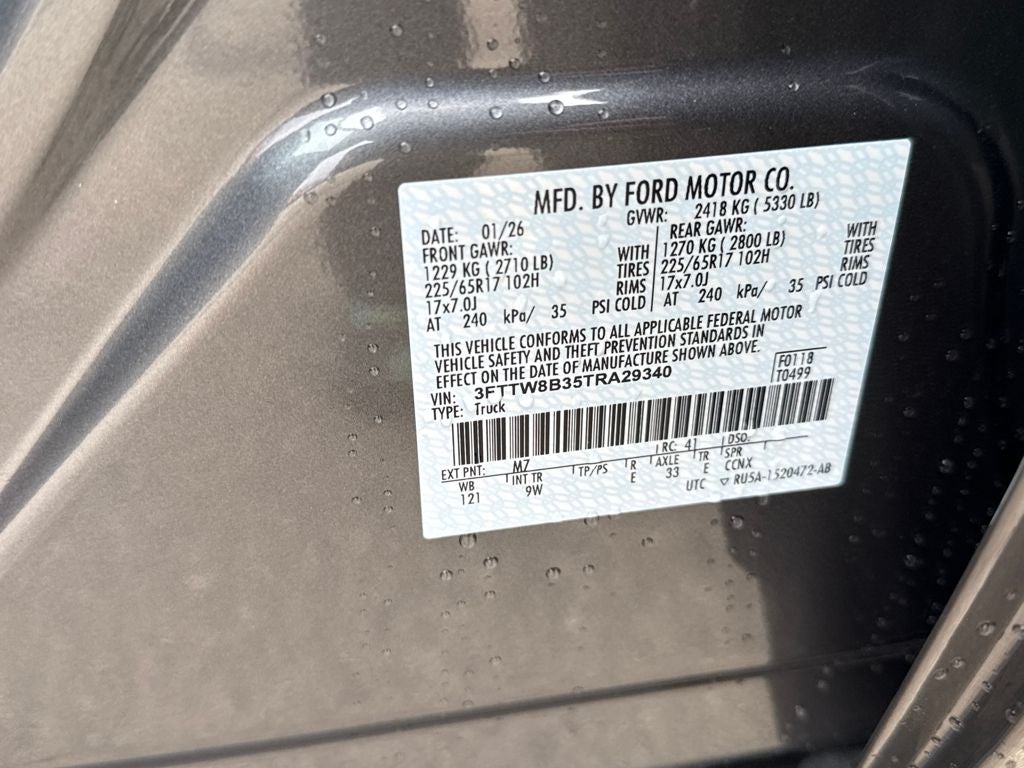 MFD. BY FORD MOTOR CO.
DATE: 01/26 GVWR: 2418 KG ( 5330 LB)
FRONT GAWR: REAR GAWR:
1229 KG ( 2710 LB) WITH 1270 KG ( 2800 LB) WITH
225/65R17 102H TIRES 225/65R17 102H TIRES
17x7.0J RIMS 17x7.0J RIMS
AT 240 kPa/ 35 PSI COLD AT 240 kPa/ 35 PSI COLD
THIS VEHICLE CONFORMS TO ALL APPLICABLE FEDERAL MOTOR
VEHICLE SAFETY AND THEFT PREVENTION STANDARDS IN
EFFECT ON THE DATE OF MANUFACTURE SHOWN ABOVE.
VIN: 3FTTW8B35TRA29340 F0118
TYPE: Truck T0499
EXT PNT: M7 RC: 41 DSO:
WB INT TR TP/PS R AXLE TR SPR
121 9W E 33 E CCNX
UTC ▽ RU5A-1520472-AB